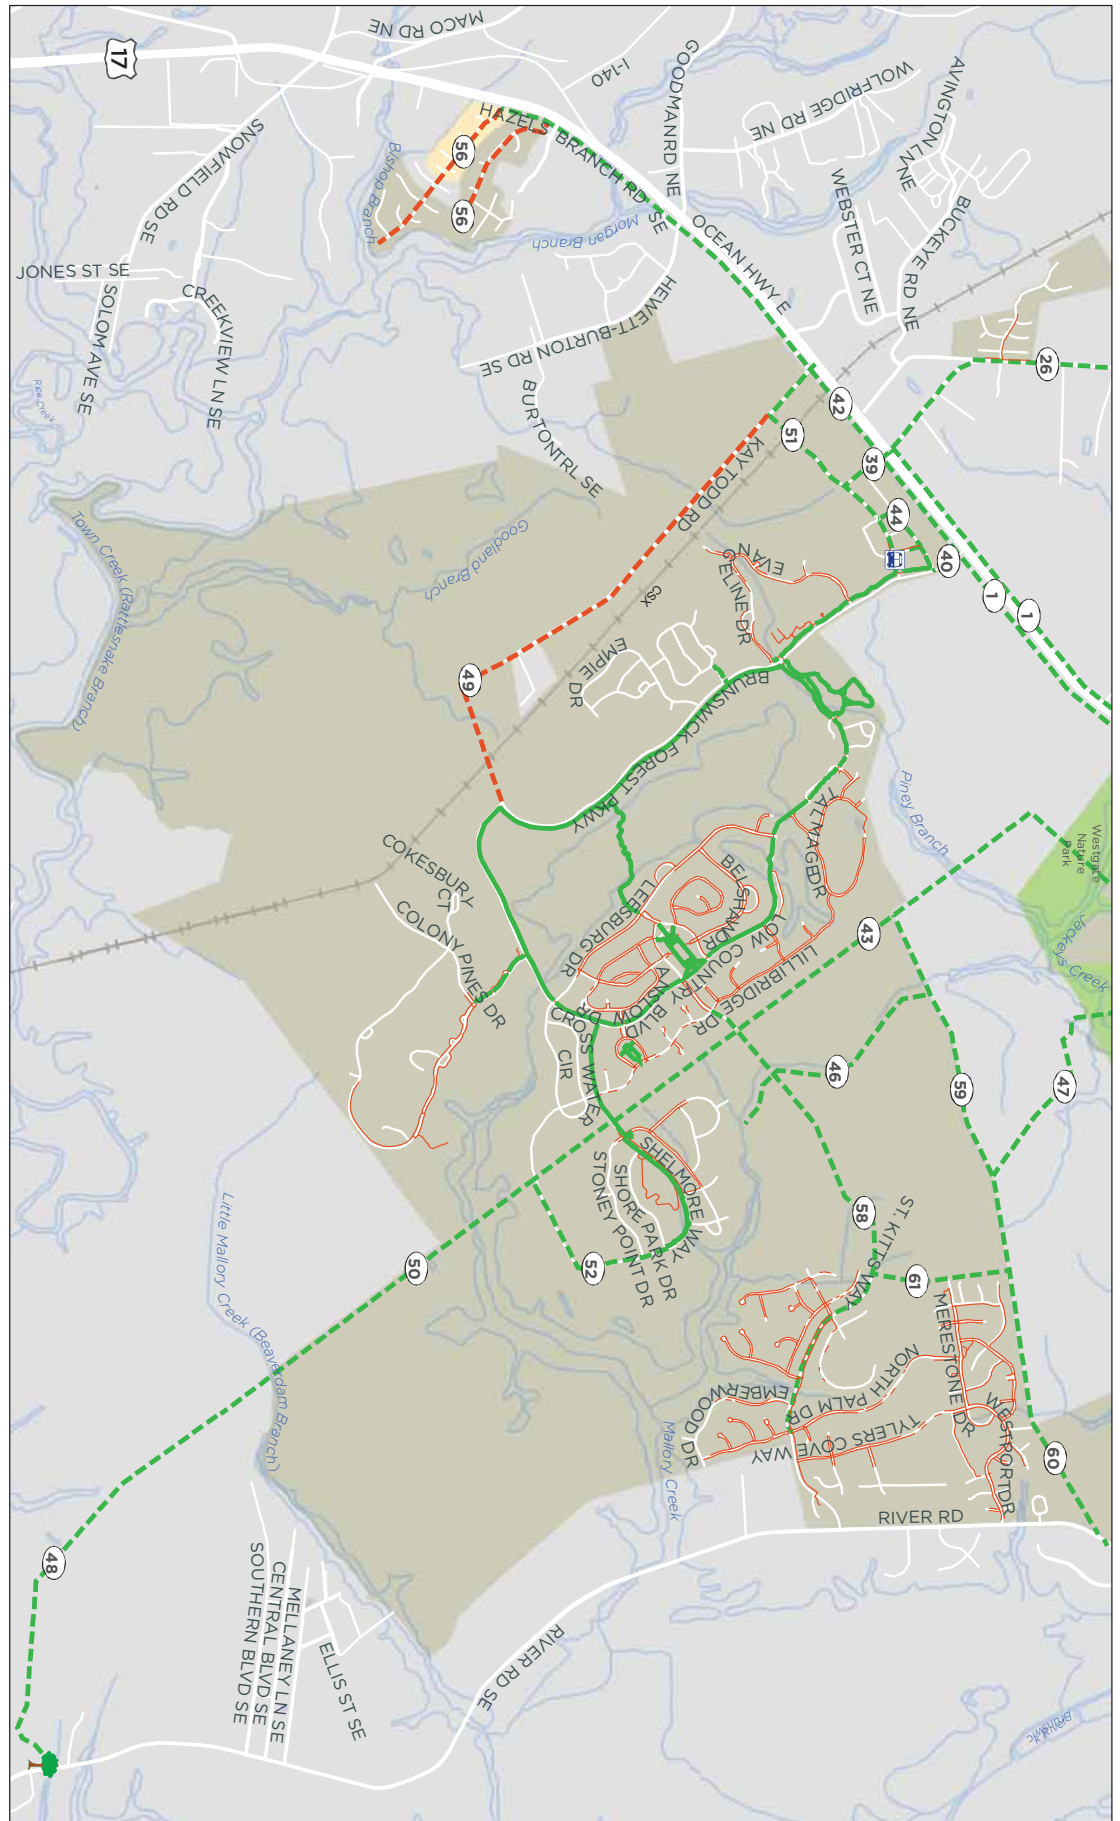 MACO RD NE
17
I-140
GOODMANRD NE
WOLFRIDGE RD NE
AVINGTON LN NE
HAZELS BRANCH RD SE
SNOWFIELD RD SE
56
56
Bishop Branch
Morgan Branch
WEBSTER CT NE
BUCKEYE RD NE
OCEAN HWY E
JONES ST SE
SOLOM AVE SE
CREEKVIEW LN SE
HEWETT-BURTON RD SE
BURTONTRL SE
Rice Creek
26
42
51
39
KAY TODD RD
44
40
1
1
Town Creek (Rattlesnake Branch)
Goodland Branch
EVAN
GELINE DR
CSX
EMPIE
DR
49
BRUNSWICK FOREST PKWY
Piney Branch
Westgate
Nature
Park
Jackeys Creek
TALMAGEDR
COKESBURY
CT
COLONY PINES DR
LEESBURG DR
BELSHAWDR
LOW COUNTRY BLVD
LILLIBRIDGE DR
ANSLOW DR
43
CROSS WATER
CIR
46
59
47
SHELMORE WAY
SHORE PARK DR
STONEY POINT DR
58
ST. KITTS WAY
Little Mallory Creek (Beaverdam Branch)
50
52
61
MERESTONE DR
NORTH PALM DR
EMBERWOOD DR
TYLERS COVE WAY
WESTRORTDR
60
Mallory Creek
RIVER RD
48
SOUTHERN BLVD SE
CENTRAL BLVD SE
MELLANEY LN SE
ELLIS ST SE
RIVER RD SE